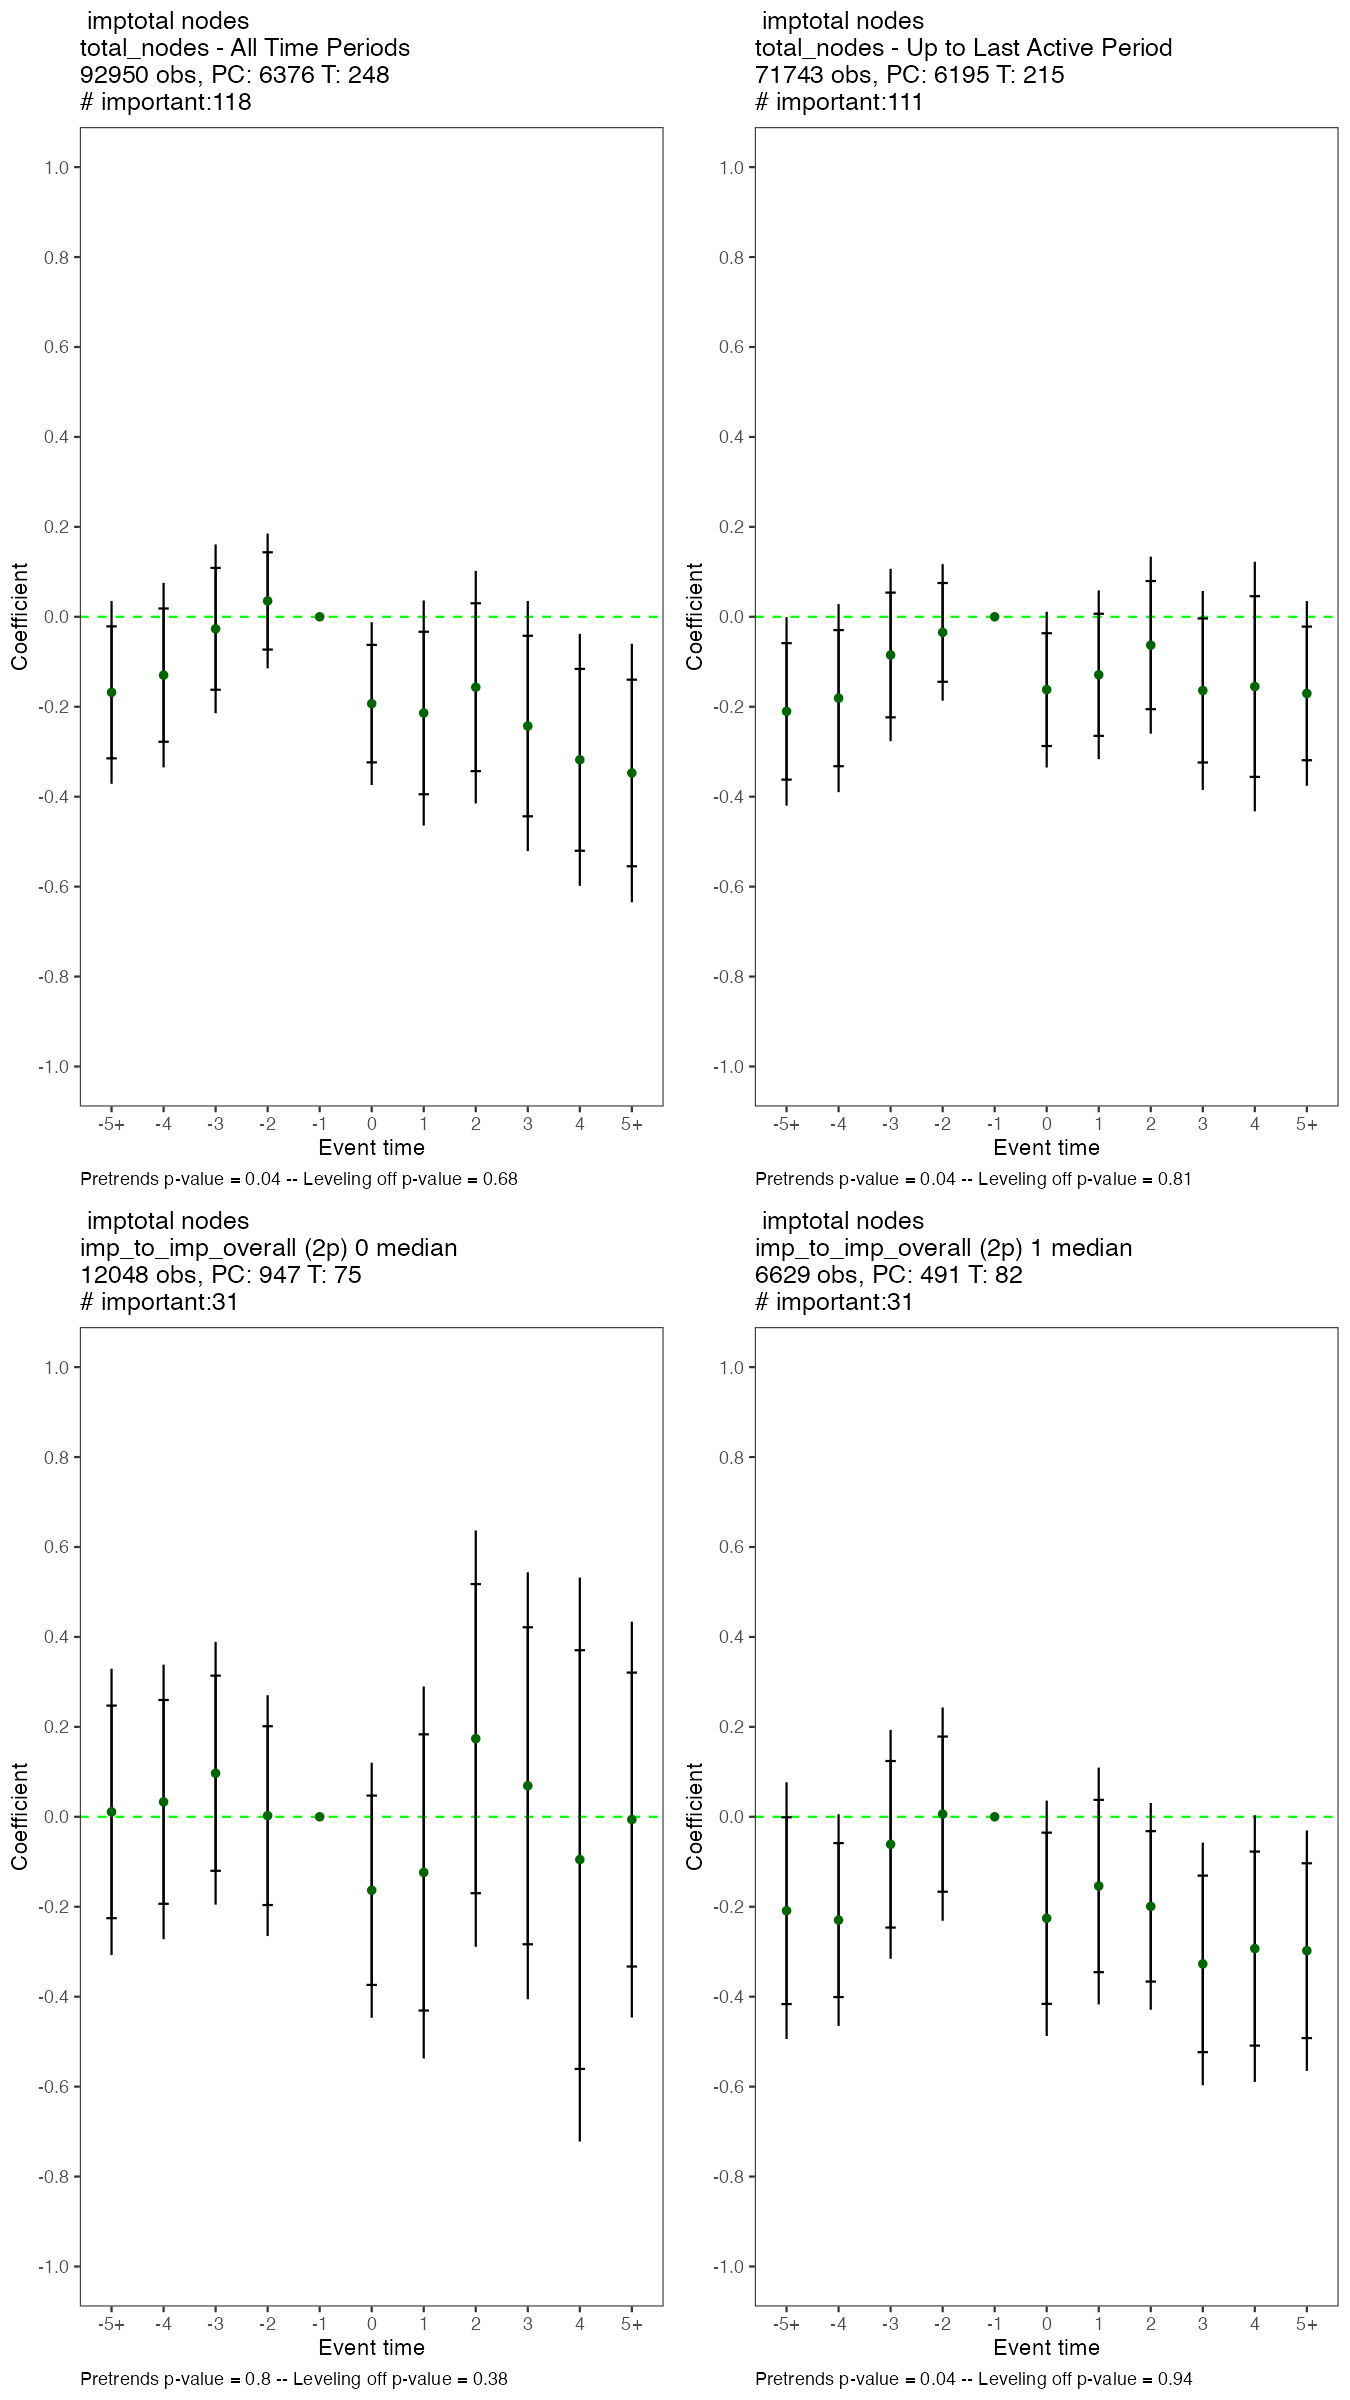 imptotal nodes
total_nodes - All Time Periods
92950 obs, PC: 6376 T: 248
# important:118
1.0
0.8
0.6
0.4
0.2
0.0
-0.2
-0.4
-0.6
-0.8
-1.0
Coefficient
-5+ -4 -3 -2 -1 0 1 2 3 4 5+
Event time
Pretrends p-value = 0.04 -- Leveling off p-value = 0.68
imptotal nodes
total_nodes - Up to Last Active Period
71743 obs, PC: 6195 T: 215
# important:111
1.0
0.8
0.6
0.4
0.2
0.0
-0.2
-0.4
-0.6
-0.8
-1.0
Coefficient
-5+ -4 -3 -2 -1 0 1 2 3 4 5+
Event time
Pretrends p-value = 0.04 -- Leveling off p-value = 0.81
imptotal nodes
imp_to_imp_overall (2p) 0 median
12048 obs, PC: 947 T: 75
# important:31
1.0
0.8
0.6
0.4
0.2
0.0
-0.2
-0.4
-0.6
-0.8
-1.0
Coefficient
-5+ -4 -3 -2 -1 0 1 2 3 4 5+
Event time
Pretrends p-value = 0.8 -- Leveling off p-value = 0.38
imptotal nodes
imp_to_imp_overall (2p) 1 median
6629 obs, PC: 491 T: 82
# important:31
1.0
0.8
0.6
0.4
0.2
0.0
-0.2
-0.4
-0.6
-0.8
-1.0
Coefficient
-5+ -4 -3 -2 -1 0 1 2 3 4 5+
Event time
Pretrends p-value = 0.04 -- Leveling off p-value = 0.94